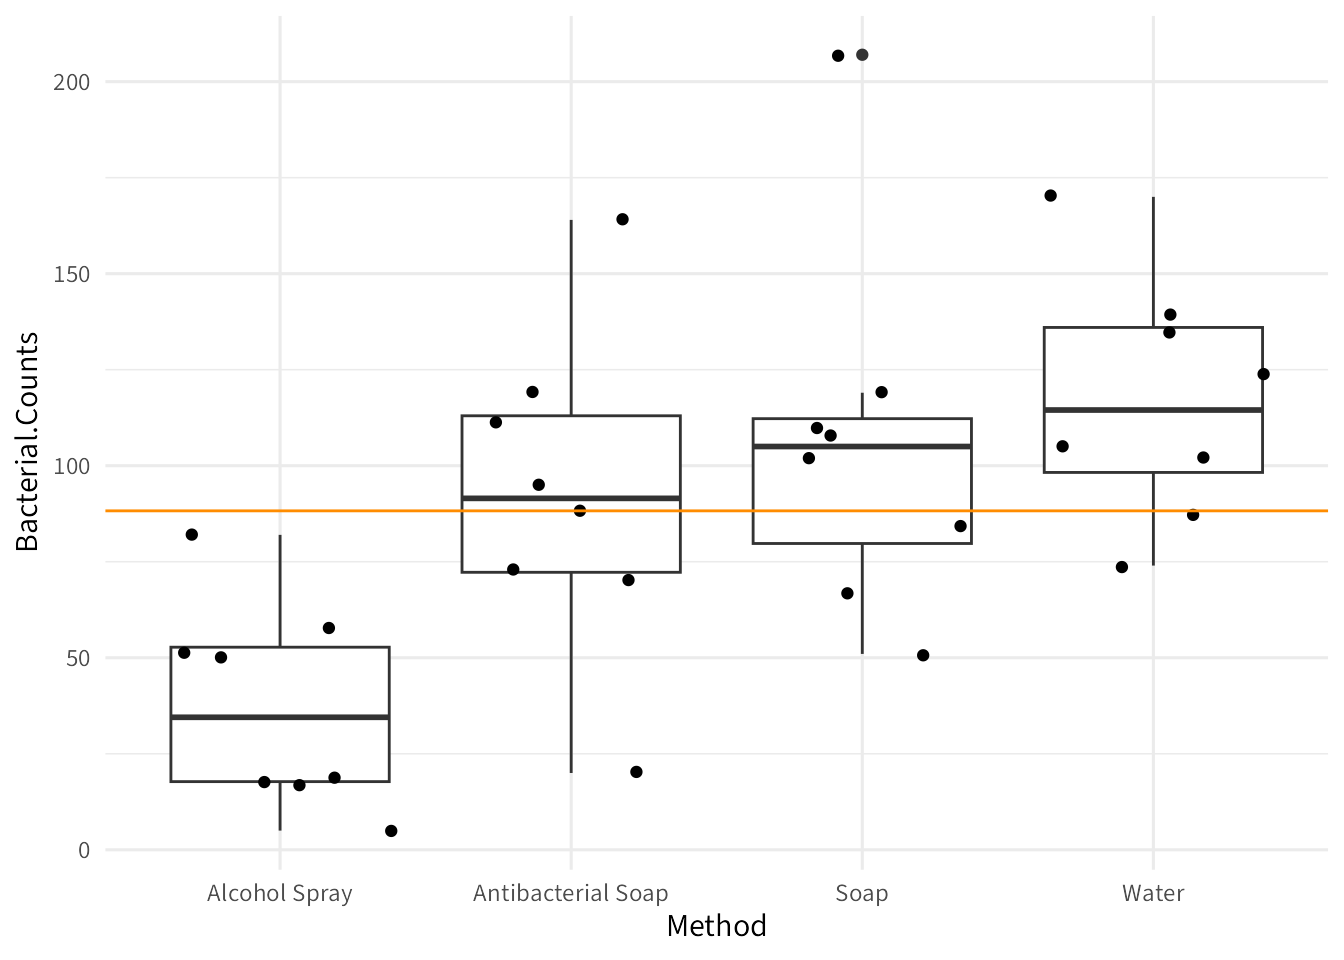 Bacterial.Counts
200
150
100
50
0
Alcohol Spray
Antibacterial Soap
Soap
Water
Method